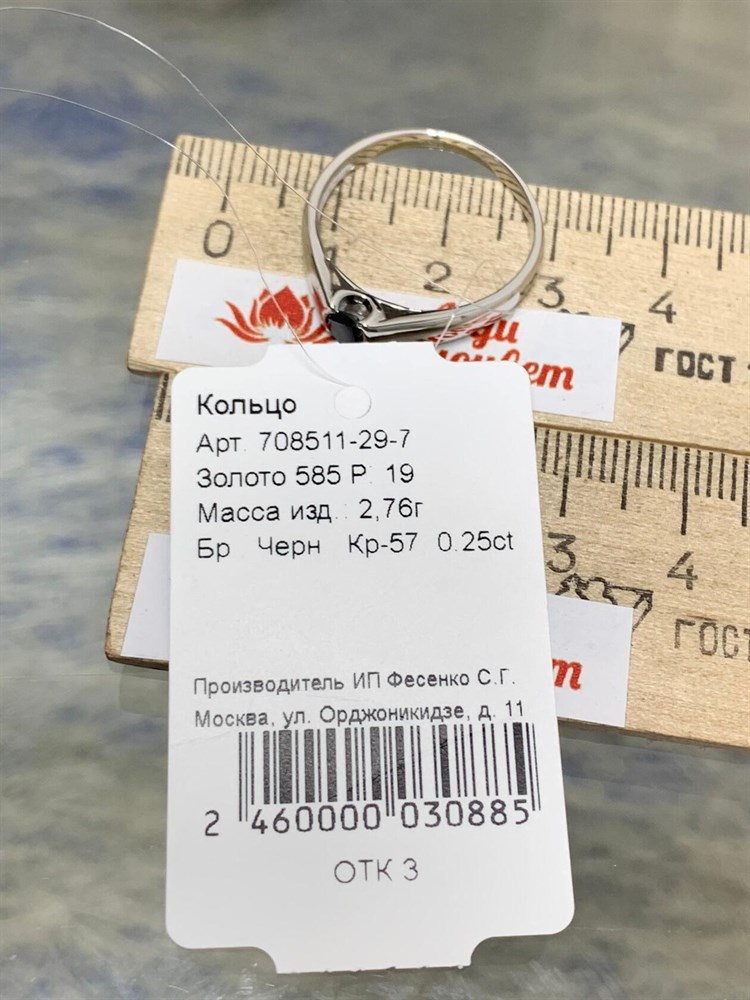 0 1 2 3 4
ГОСТ
Кольцо
Арт. 708511-29-7
Золото 585 Р. 19
Масса изд.: 2,76г
Бр Черн Кр-57 0.25ct
3 4
ГОСТ
Производитель ИП Фесенко С.Г.
Москва, ул. Орджоникидзе, д. 11
2 460000 030885
ОТК 3